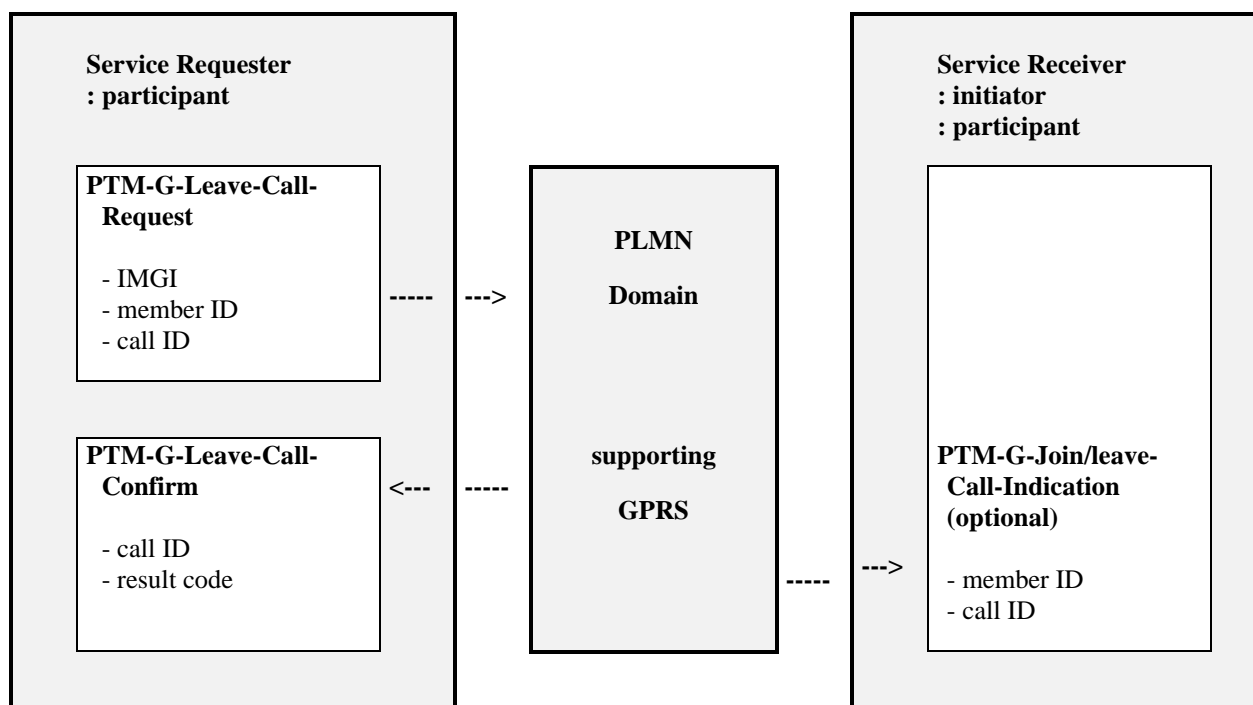 Service Requester
: participant
PTM-G-Leave-Call-
Request
- IMGI
- member ID
- call ID
----- --->
PTM-G-Leave-Call-
Confirm
<--- -----
- call ID
- result code
PLMN
Domain
supporting
GPRS
----- --->
Service Receiver
: initiator
: participant
PTM-G-Join/leave-
Call-Indication
(optional)
- member ID
- call ID